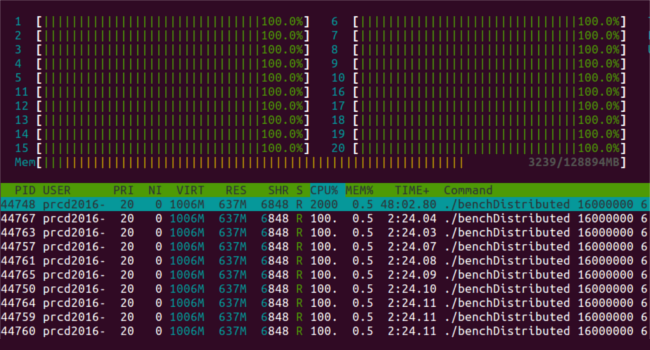 1 [||||||||||||||||||||||||||||||||100.0%] 6 [||||||||||||||||||||||||||||||||100.0%]
2 [||||||||||||||||||||||||||||||||100.0%] 7 [||||||||||||||||||||||||||||||||100.0%]
3 [||||||||||||||||||||||||||||||||100.0%] 8 [||||||||||||||||||||||||||||||||100.0%]
4 [||||||||||||||||||||||||||||||||100.0%] 9 [||||||||||||||||||||||||||||||||100.0%]
5 [||||||||||||||||||||||||||||||||100.0%] 10 [||||||||||||||||||||||||||||||||100.0%]
11 [||||||||||||||||||||||||||||||||100.0%] 16 [||||||||||||||||||||||||||||||||100.0%]
12 [||||||||||||||||||||||||||||||||100.0%] 17 [||||||||||||||||||||||||||||||||100.0%]
13 [||||||||||||||||||||||||||||||||100.0%] 18 [||||||||||||||||||||||||||||||||100.0%]
14 [||||||||||||||||||||||||||||||||100.0%] 19 [||||||||||||||||||||||||||||||||100.0%]
15 [||||||||||||||||||||||||||||||||100.0%] 20 [||||||||||||||||||||||||||||||||100.0%]
Mem[||||||||||||||||||||||||||||||||||||||||||||||||||||||||||||| 3239/128894MB]
PID USER PRI NI VIRT RES SHR S CPU% MEM% TIME+ Command
44748 prcd2016- 20 0 1006M 637M 6848 R 2000 0.5 48:02.80 ./benchDistributed 16000000 6
44767 prcd2016- 20 0 1006M 637M 6848 R 100. 0.5 2:24.04 ./benchDistributed 16000000 6
44763 prcd2016- 20 0 1006M 637M 6848 R 100. 0.5 2:24.03 ./benchDistributed 16000000 6
44757 prcd2016- 20 0 1006M 637M 6848 R 100. 0.5 2:24.07 ./benchDistributed 16000000 6
44761 prcd2016- 20 0 1006M 637M 6848 R 100. 0.5 2:24.08 ./benchDistributed 16000000 6
44765 prcd2016- 20 0 1006M 637M 6848 R 100. 0.5 2:24.09 ./benchDistributed 16000000 6
44750 prcd2016- 20 0 1006M 637M 6848 R 100. 0.5 2:24.10 ./benchDistributed 16000000 6
44764 prcd2016- 20 0 1006M 637M 6848 R 100. 0.5 2:24.11 ./benchDistributed 16000000 6
44759 prcd2016- 20 0 1006M 637M 6848 R 100. 0.5 2:24.11 ./benchDistributed 16000000 6
44760 prcd2016- 20 0 1006M 637M 6848 R 100. 0.5 2:24.11 ./benchDistributed 16000000 6